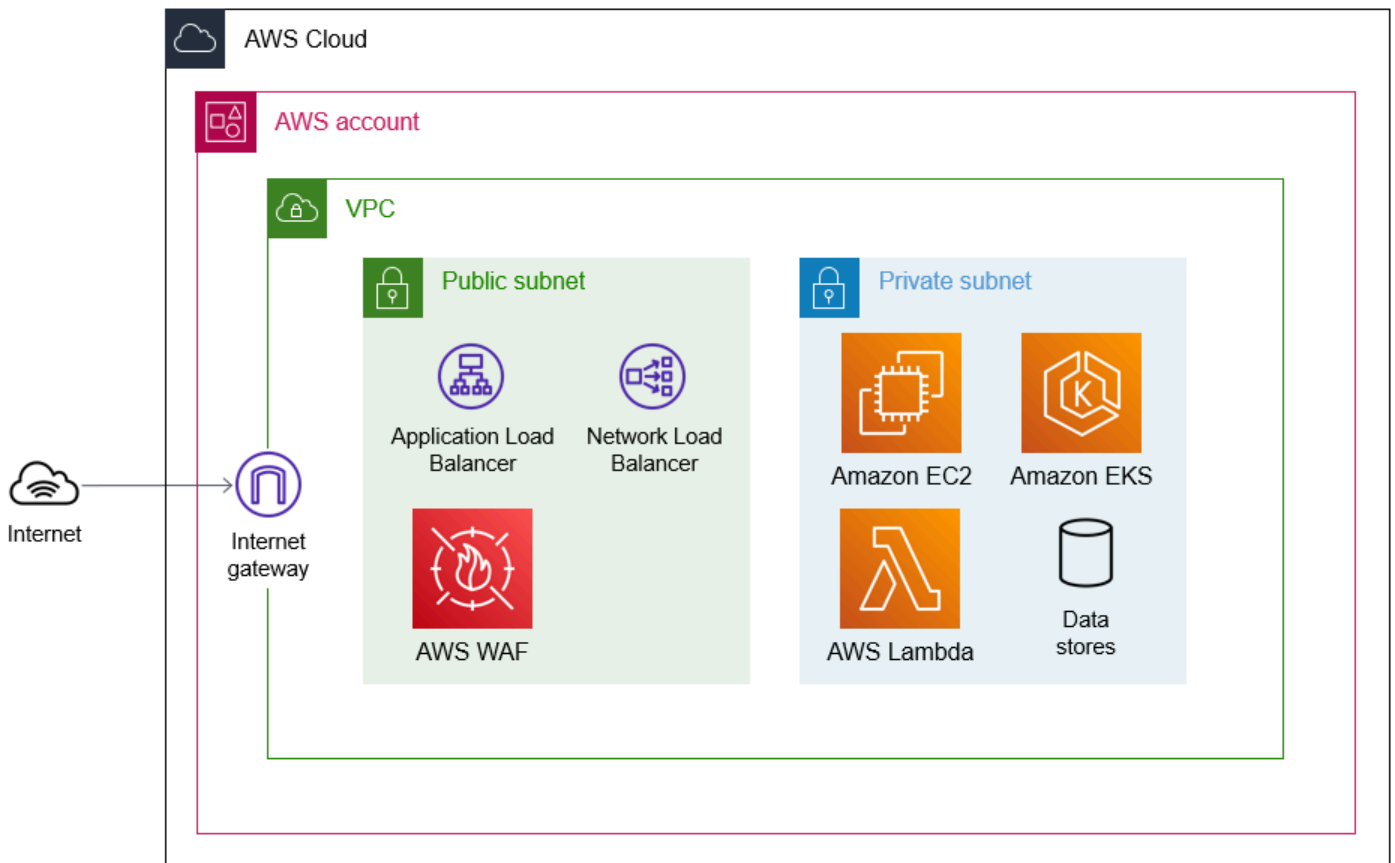 AWS Cloud
AWS account
VPC
Public subnet
Private subnet
Application Load
Balancer
Network Load
Balancer
Amazon EC2
Amazon EKS
Internet
Internet
gateway
AWS WAF
AWS Lambda
Data
stores